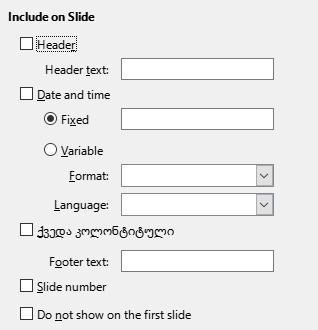 Include on Slide
Header
Header text:
Date and time
Fixed
Variable
Format:
Language:
ქვედა კოლონტიტული
Footer text:
Slide number
Do not show on the first slide